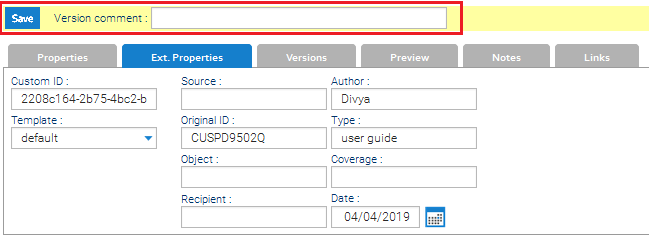 Save Version comment :
Properties Ext. Properties Versions Preview Notes Links
Custom ID : Source : Author :
2208c164-2b75-4bc2-b Divya
Template : Original ID : Type :
default CUSPD9502Q user guide
Object : Coverage :
Recipient : Date :
04/04/2019